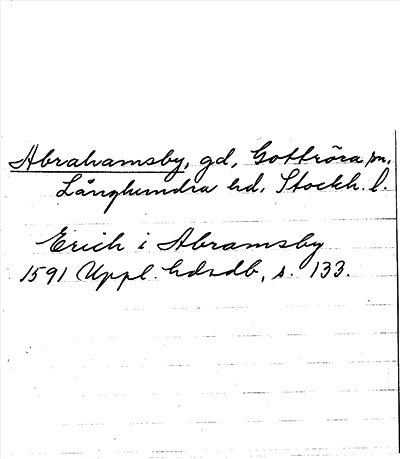 Abrahamsby, gd, Gottröra sn,
Långhundra hd, Stockh. l.
Erich i Abramsby
1591 Uppl. hdsdb, s. 133.